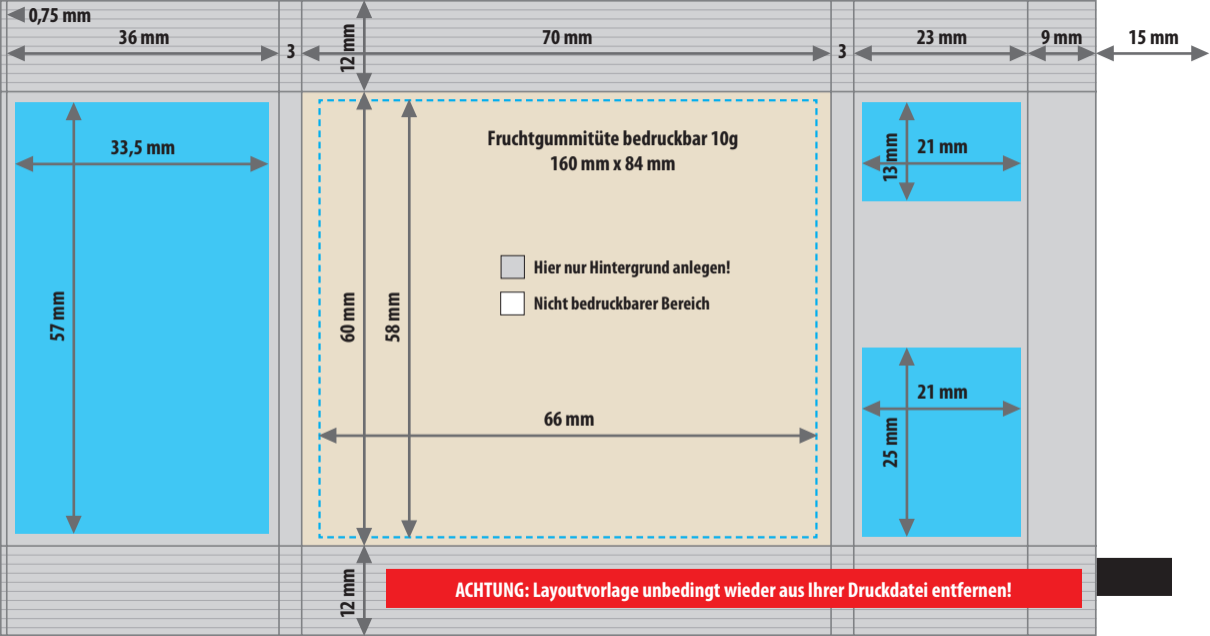 0,75 mm
36 mm
3
12 mm
70 mm
3
23 mm
9 mm
15 mm
33,5 mm
57 mm
Fruchtgummitüte bedruckbar 10g
160 mm x 84 mm
Hier nur Hintergrund anlegen!
Nicht bedruckbarer Bereich
60 mm
58 mm
66 mm
13 mm
21 mm
21 mm
25 mm
12 mm
ACHTUNG: Layoutvorlage unbedingt wieder aus Ihrer Druckdatei entfernen!